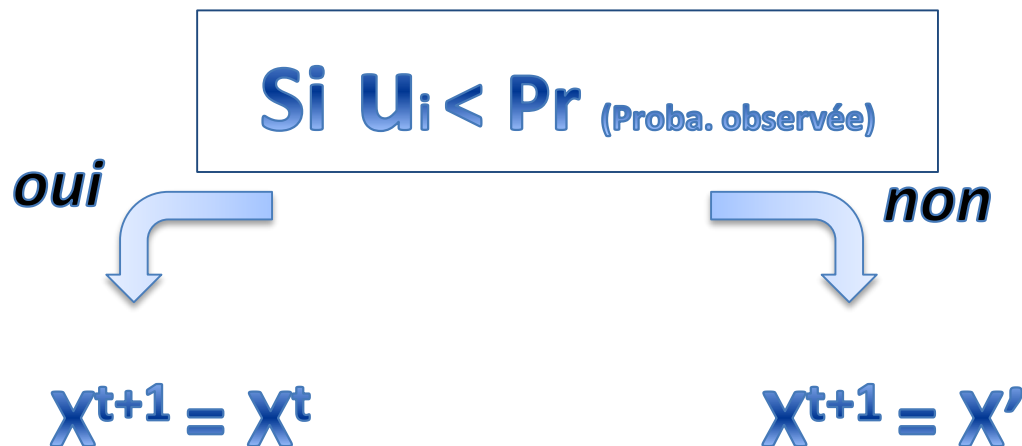 Si uᵢ < Pr (Proba. observée)
oui
non
Xᵗ⁺¹ = Xᵗ
Xᵗ⁺¹ = X’